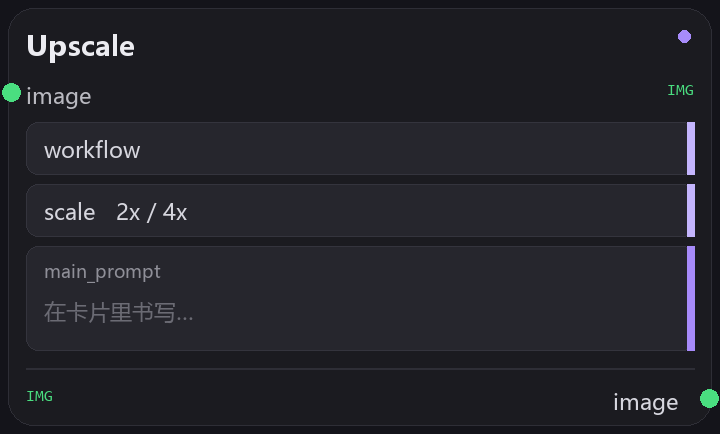 Upscale
image IMG
workflow
scale 2x / 4x
main_prompt
在卡片里书写...
IMG image